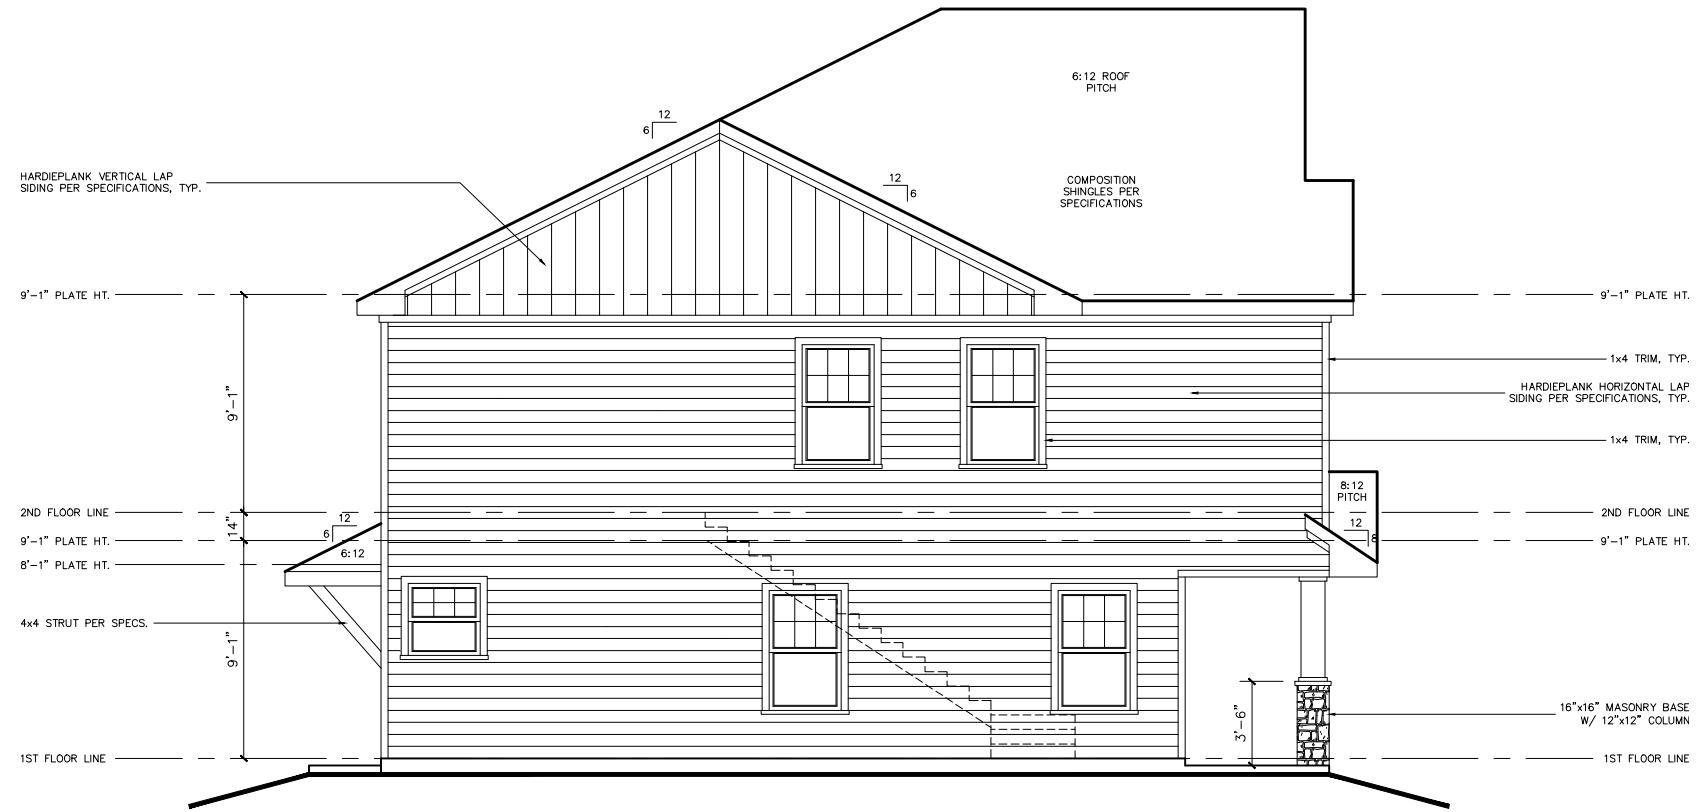 6:12 ROOF
PITCH
12
6
HARDIEPLANK VERTICAL LAP
SIDING PER SPECIFICATIONS, TYP.
12
6
COMPOSITION
SHINGLES PER
SPECIFICATIONS
9'-1" PLATE HT.
9'-1" PLATE HT.
1x4 TRIM, TYP.
HARDIEPLANK HORIZONTAL LAP
SIDING PER SPECIFICATIONS, TYP.
9'-1"
1x4 TRIM, TYP.
8:12
PITCH
2ND FLOOR LINE
14"
12
6
6:12
12
8
2ND FLOOR LINE
9'-1" PLATE HT.
9'-1" PLATE HT.
8'-1" PLATE HT.
4x4 STRUT PER SPECS.
9'-1"
3'-6"
16"x16" MASONRY BASE
W/ 12"x12" COLUMN
1ST FLOOR LINE
1ST FLOOR LINE